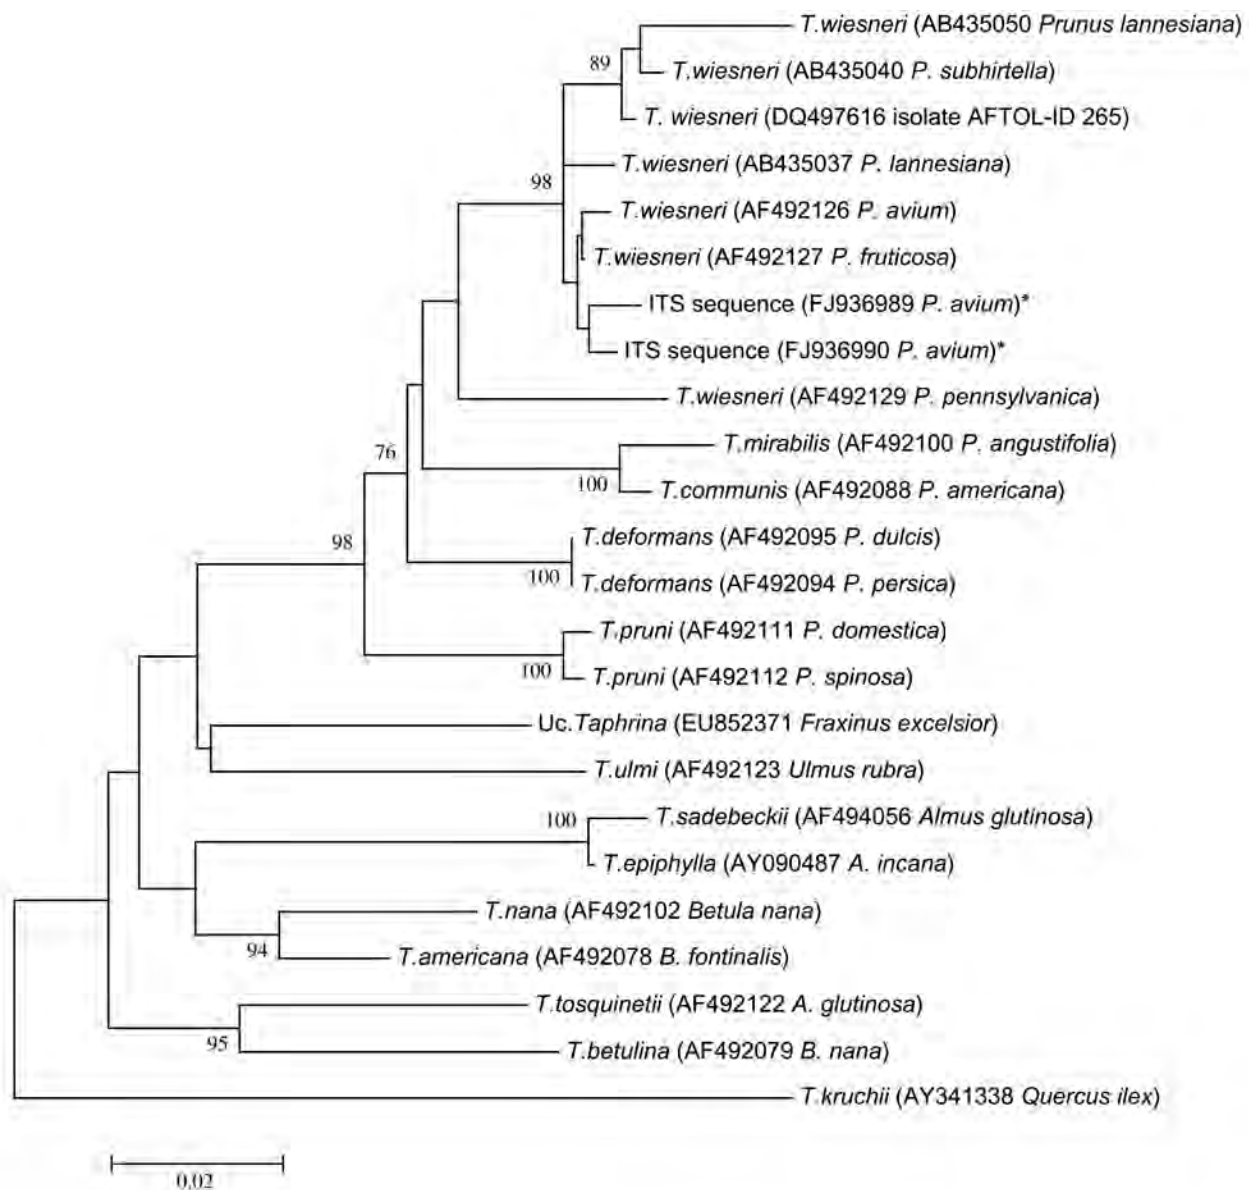 T.wiesneri (AB435050 Prunus lannesiana)
89
T.wiesneri (AB435040 P. subhirtella)
T. wiesneri (DQ497616 isolate AFTOL-ID 265)
T.wiesneri (AB435037 P. lannesiana)
98
T.wiesneri (AF492126 P. avium)
T.wiesneri (AF492127 P. fruticosa)
ITS sequence (FJ936989 P. avium)*
ITS sequence (FJ936990 P. avium)*
T.wiesneri (AF492129 P. pennsylvanica)
T.mirabilis (AF492100 P. angustifolia)
76
100
T.communis (AF492088 P. americana)
T.deformans (AF492095 P. dulcis)
98
100
T.deformans (AF492094 P. persica)
T.pruni (AF492111 P. domestica)
100
T.pruni (AF492112 P. spinosa)
Uc.Taphrina (EU852371 Fraxinus excelsior)
T.ulmi (AF492123 Ulmus rubra)
100
T.sadebeckii (AF494056 Almus glutinosa)
T.epiphylla (AY090487 A. incana)
T.nana (AF492102 Betula nana)
94
T.americana (AF492078 B. fontinalis)
T.tosquinetii (AF492122 A. glutinosa)
95
T.betulina (AF492079 B. nana)
T.kruchii (AY341338 Quercus ilex)
0.02